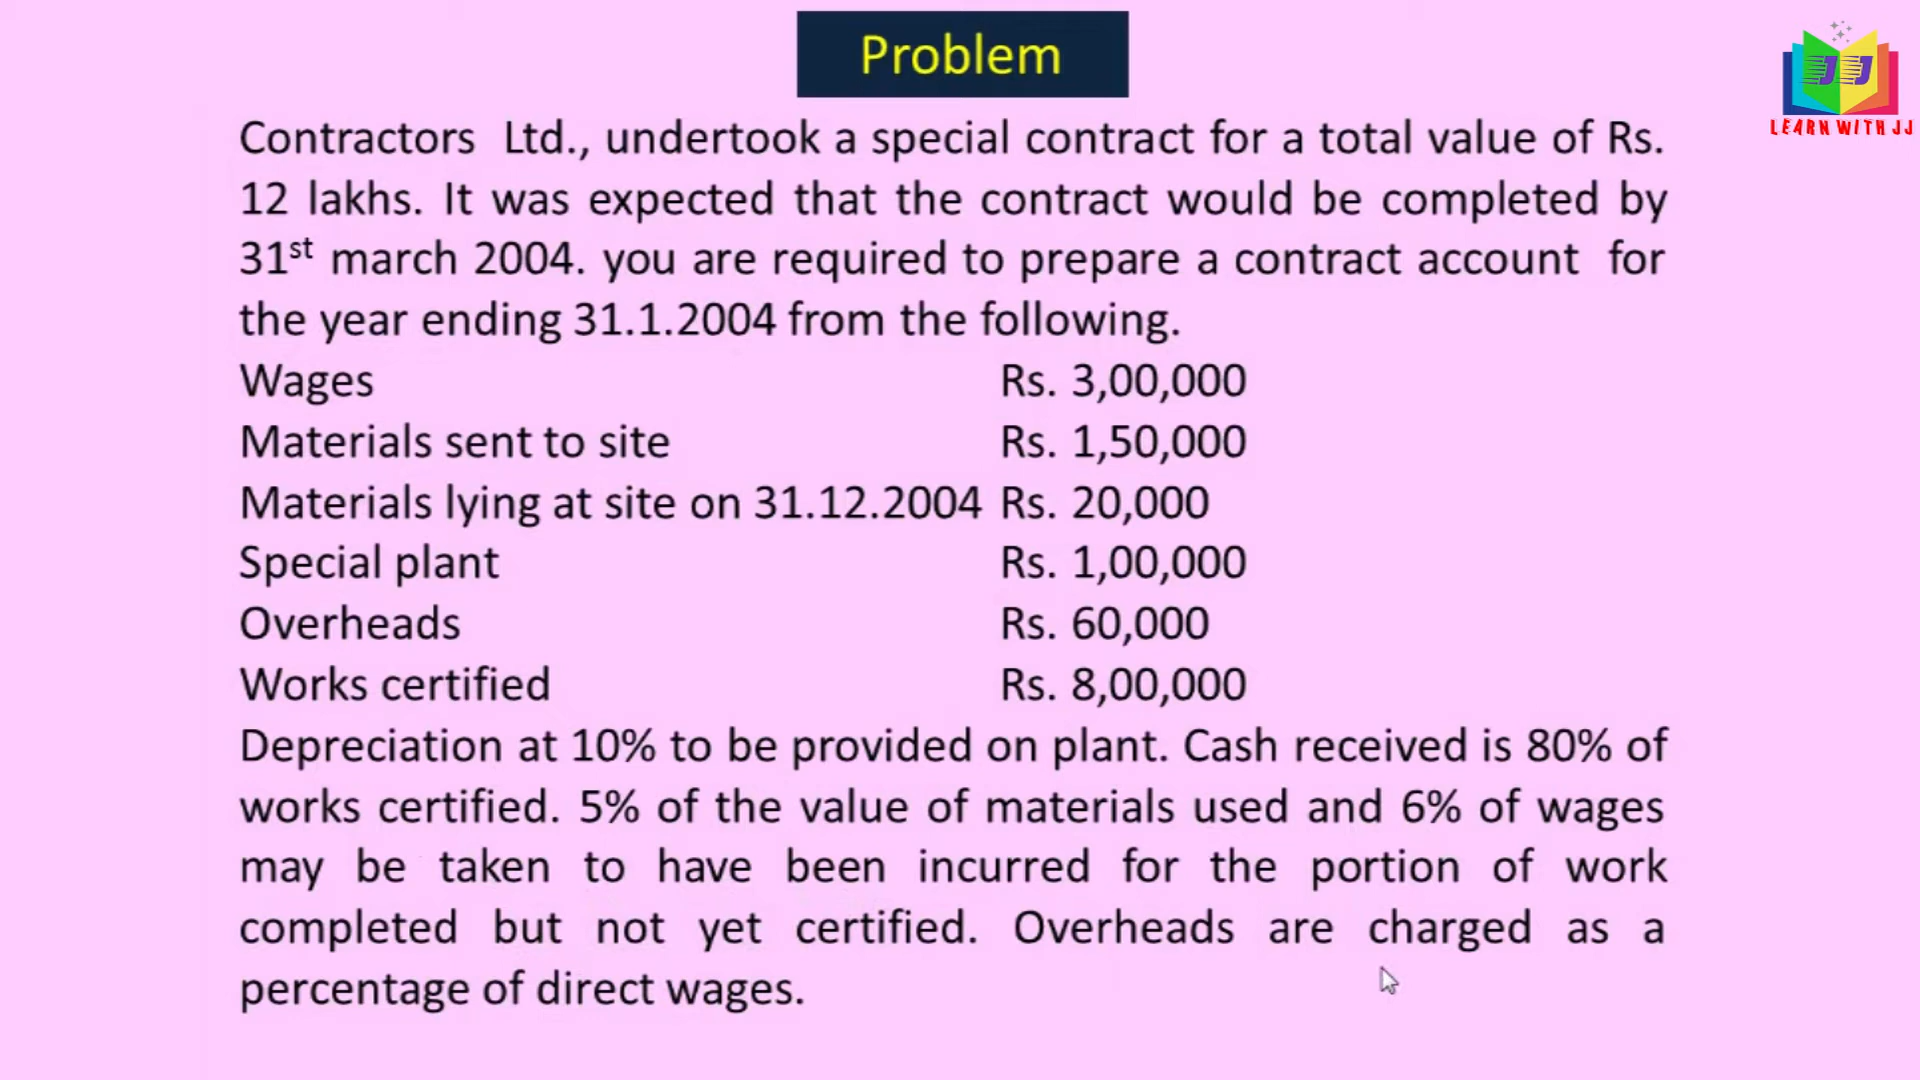 Problem
LEARN WITH JJ
Contractors Ltd., undertook a special contract for a total value of Rs.
12 lakhs. It was expected that the contract would be completed by
31st march 2004. you are required to prepare a contract account for
the year ending 31.1.2004 from the following.
Wages Rs. 3,00,000
Materials sent to site Rs. 1,50,000
Materials lying at site on 31.12.2004 Rs. 20,000
Special plant Rs. 1,00,000
Overheads Rs. 60,000
Works certified Rs. 8,00,000
Depreciation at 10% to be provided on plant. Cash received is 80% of
works certified. 5% of the value of materials used and 6% of wages
may be taken to have been incurred for the portion of work
completed but not yet certified. Overheads are charged as a
percentage of direct wages.